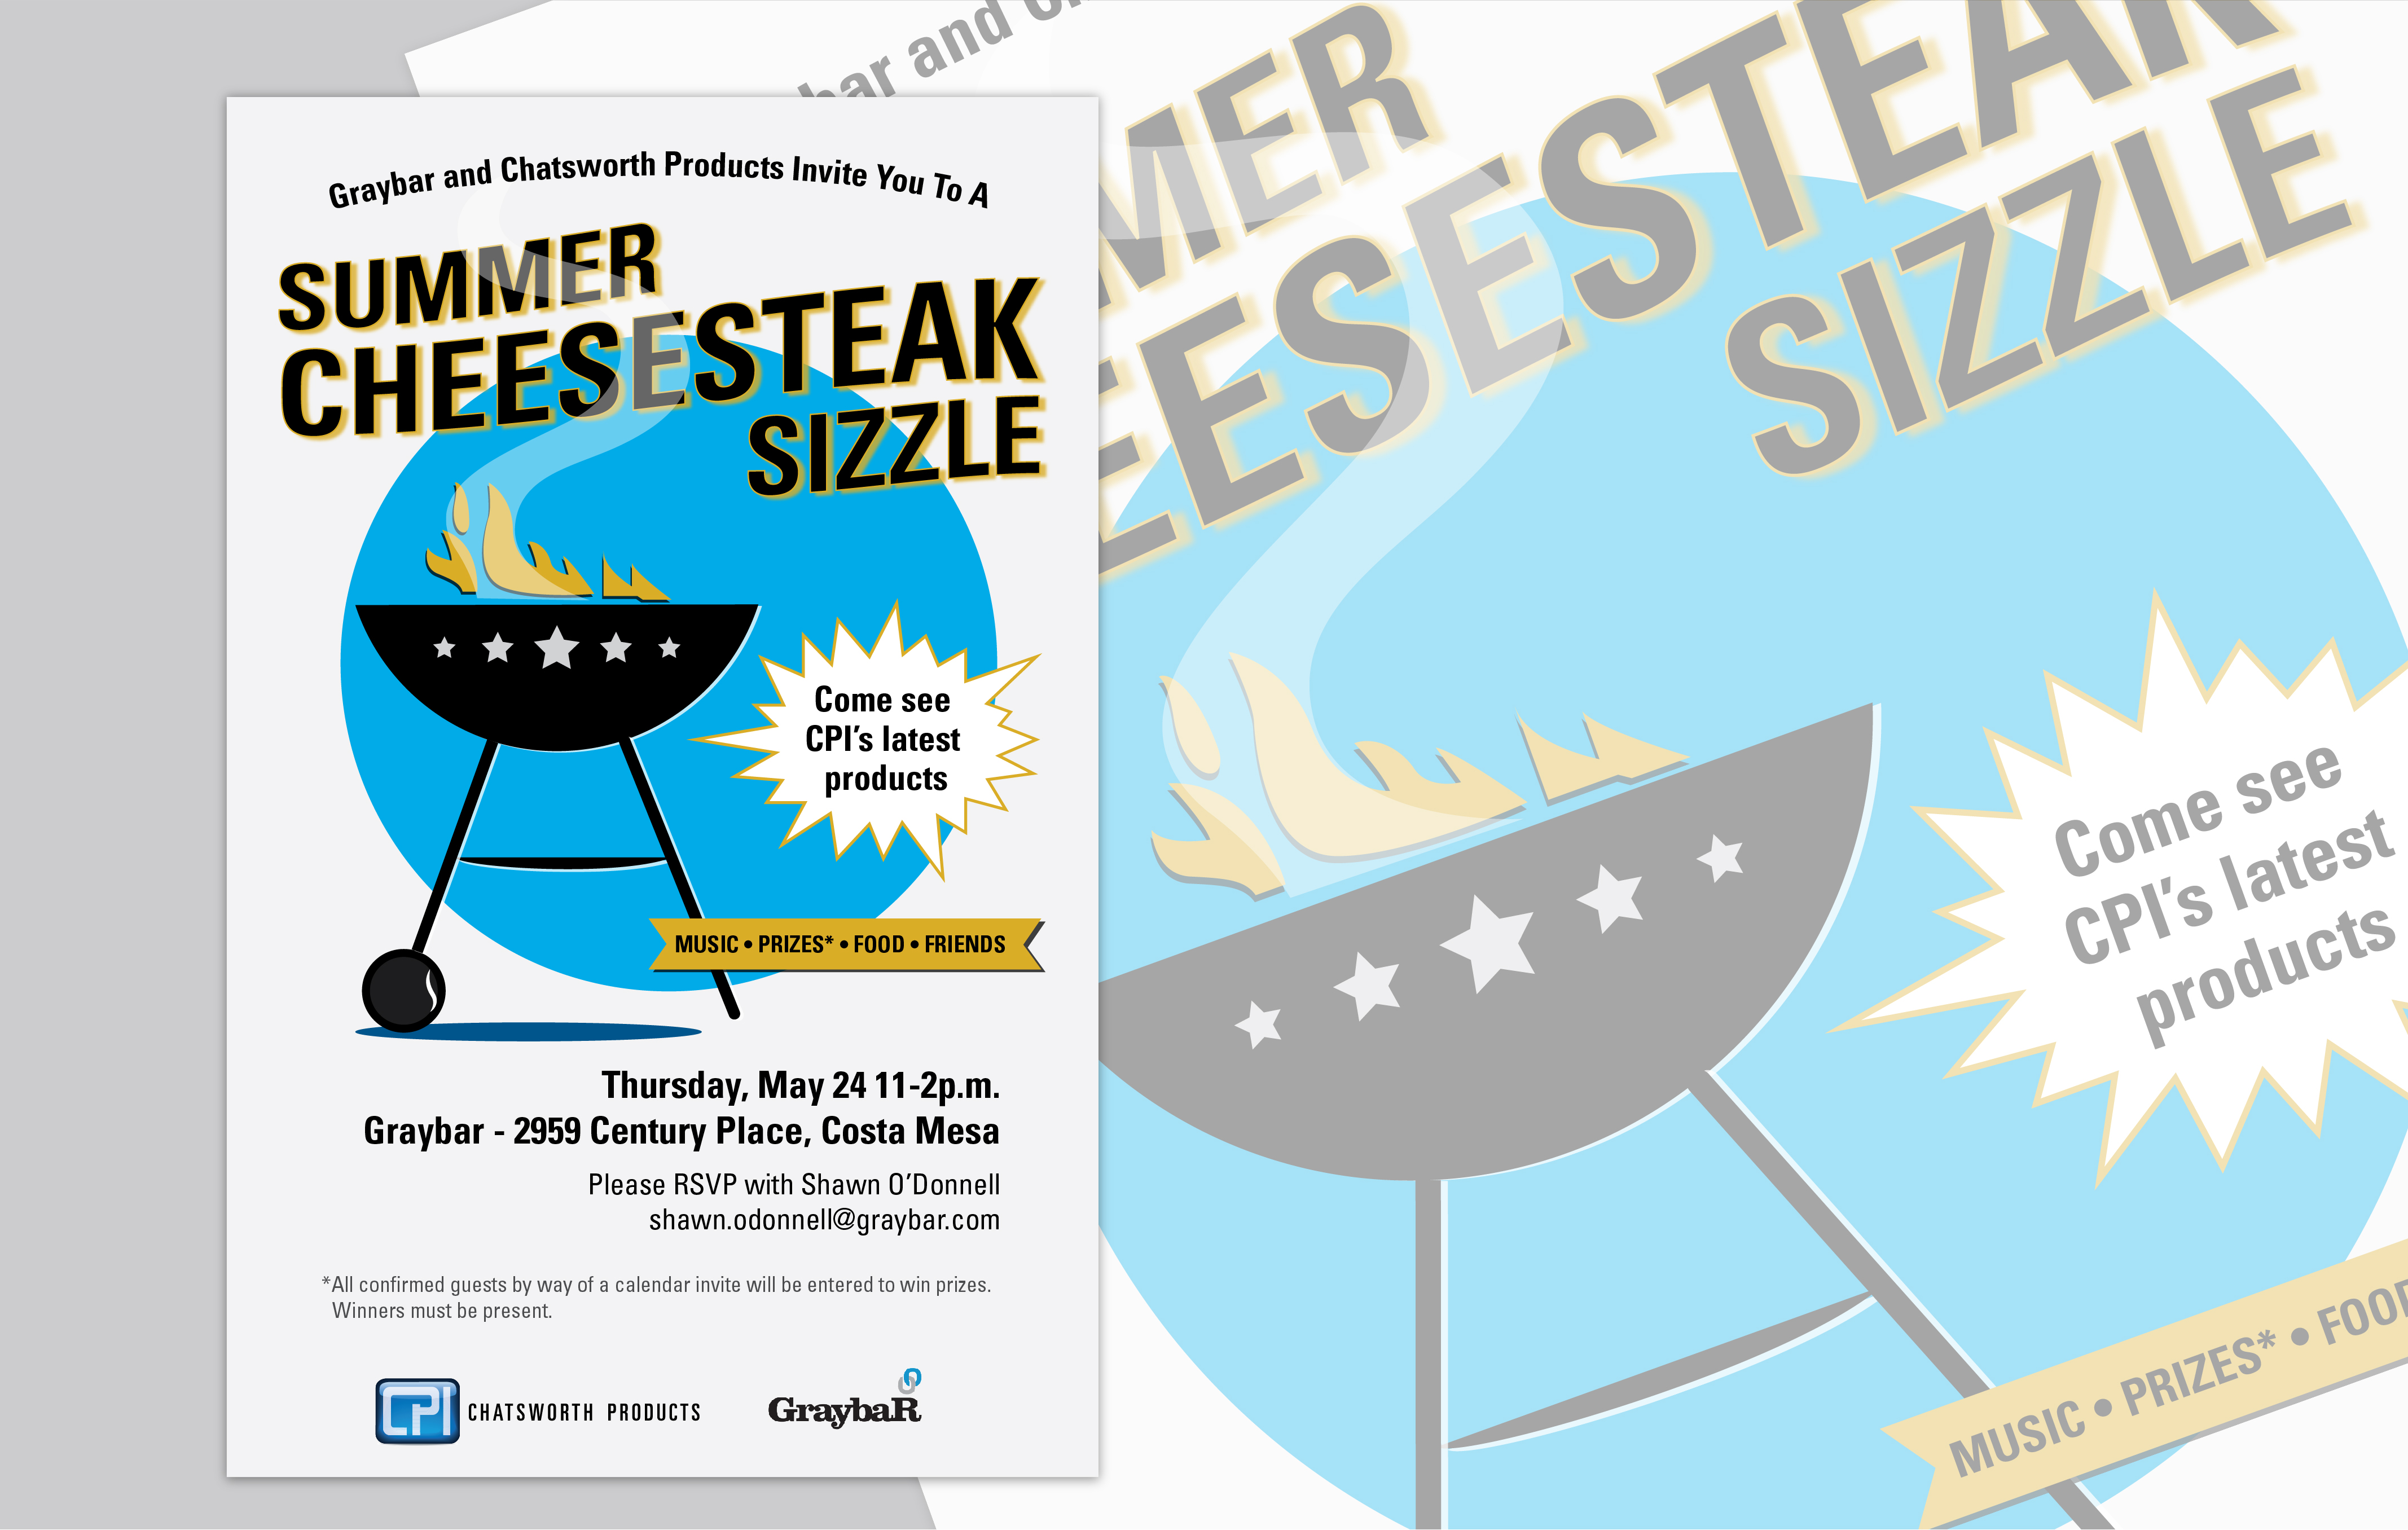 Graybar and Chatsworth Products Invite You To A
SUMMER
CHEESESTEAK
SIZZLE
Come see
CPI's latest
products
MUSIC • PRIZES* • FOOD • FRIENDS
Thursday, May 24 11-2p.m.
Graybar - 2959 Century Place, Costa Mesa
Please RSVP with Shawn O'Donnell
shawn.odonnell@graybar.com
*All confirmed guests by way of a calendar invite will be entered to win prizes.
Winners must be present.
CPI CHATSWORTH PRODUCTS
GraybaR
bar and
MER
EESESTEAK
SIZZLE
Come see
CPI's latest
products
MUSIC • PRIZES* • FOO